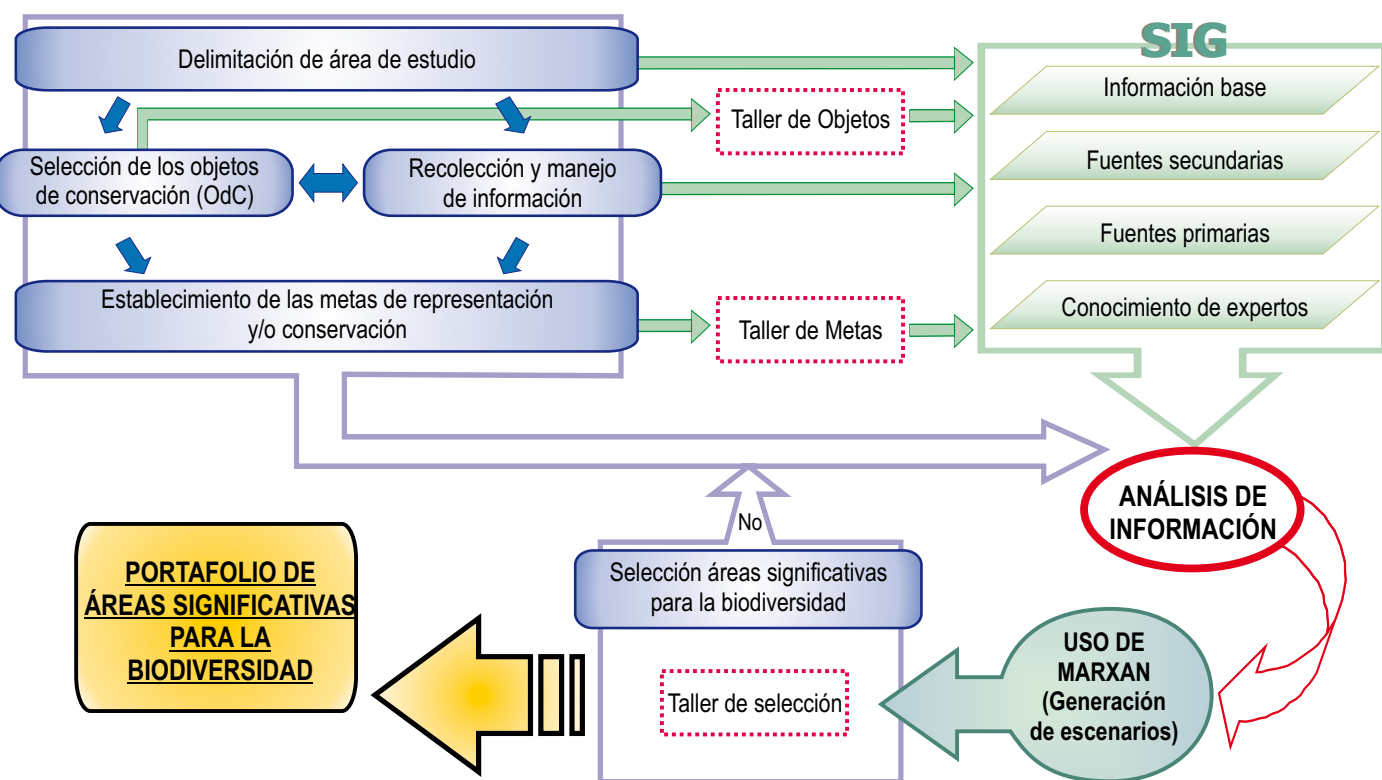 Delimitación de área de estudio
Selección de los objetos
de conservación (OdC)
Recolección y manejo
de información
Establecimiento de las metas de representación
y/o conservación
Taller de Objetos
Taller de Metas
SIG
Información base
Fuentes secundarias
Fuentes primarias
Conocimiento de expertos
ANÁLISIS DE
INFORMACIÓN
USO DE
MARXAN
(Generación
de escenarios)
No
Selección áreas significativas
para la biodiversidad
Taller de selección
PORTAFOLIO DE
ÁREAS SIGNIFICATIVAS
PARA LA
BIODIVERSIDAD